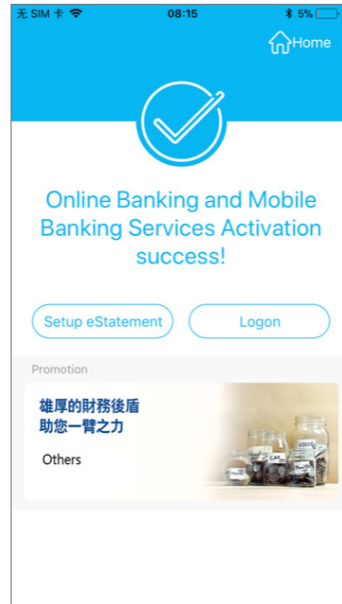 无 SIM 卡 08:15 5%
Home
Online Banking and Mobile
Banking Services Activation
success!
Setup eStatement Logon
Promotion
雄厚的財務後盾
助您一臂之力
Others
CAR